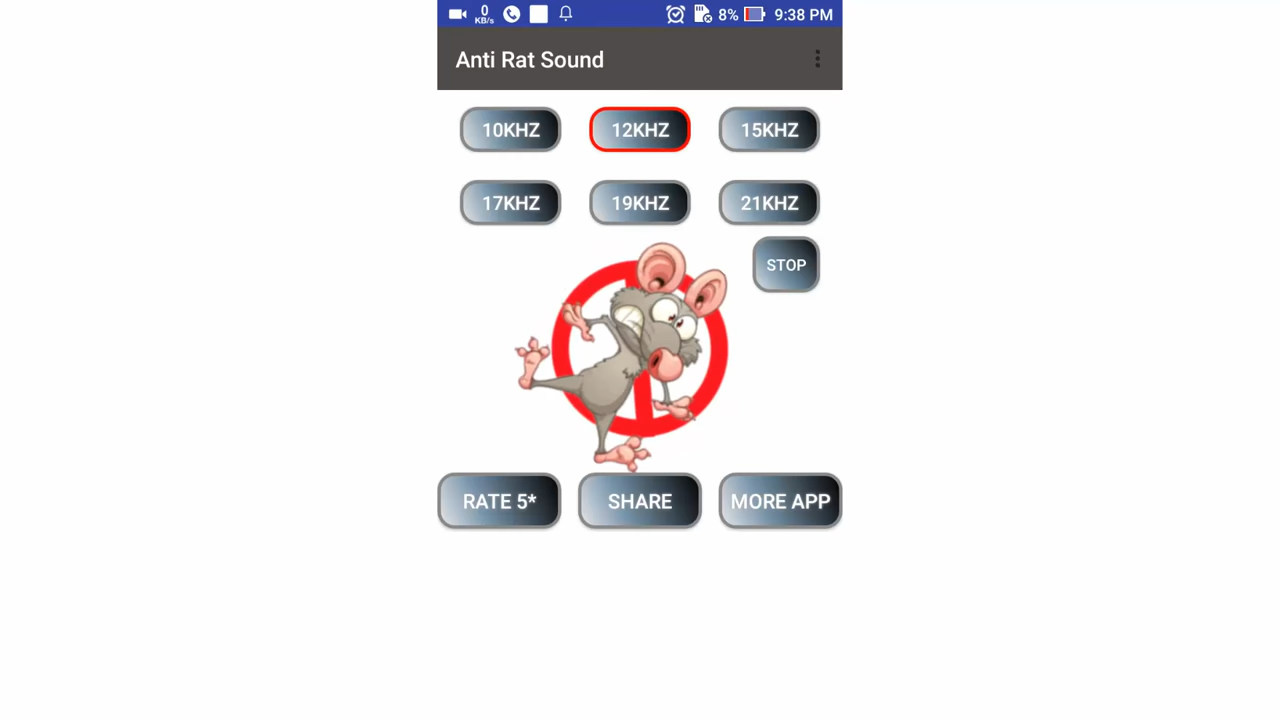 0 KB/s 8% 9:38 PM
Anti Rat Sound
10KHZ 12KHZ 15KHZ
17KHZ 19KHZ 21KHZ
STOP
RATE 5* SHARE MORE APP